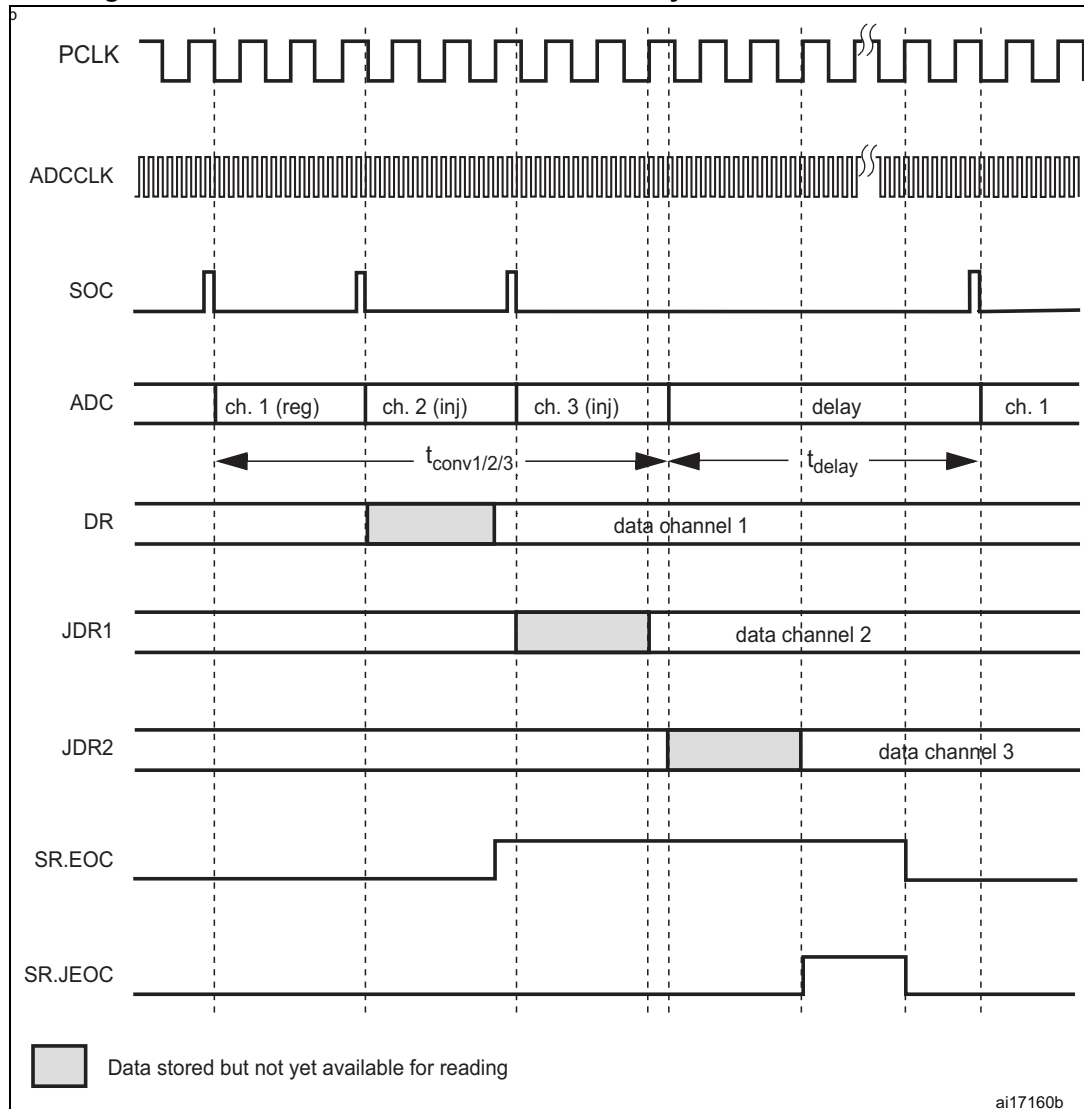 b
PCLK
ADCCLK
SOC
ADC
ch. 1 (reg)
ch. 2 (inj)
ch. 3 (inj)
delay
ch. 1
tconv1/2/3
tdelay
DR
data channel 1
JDR1
data channel 2
JDR2
data channel 3
SR.EOC
SR.JEOC
Data stored but not yet available for reading
ai17160b